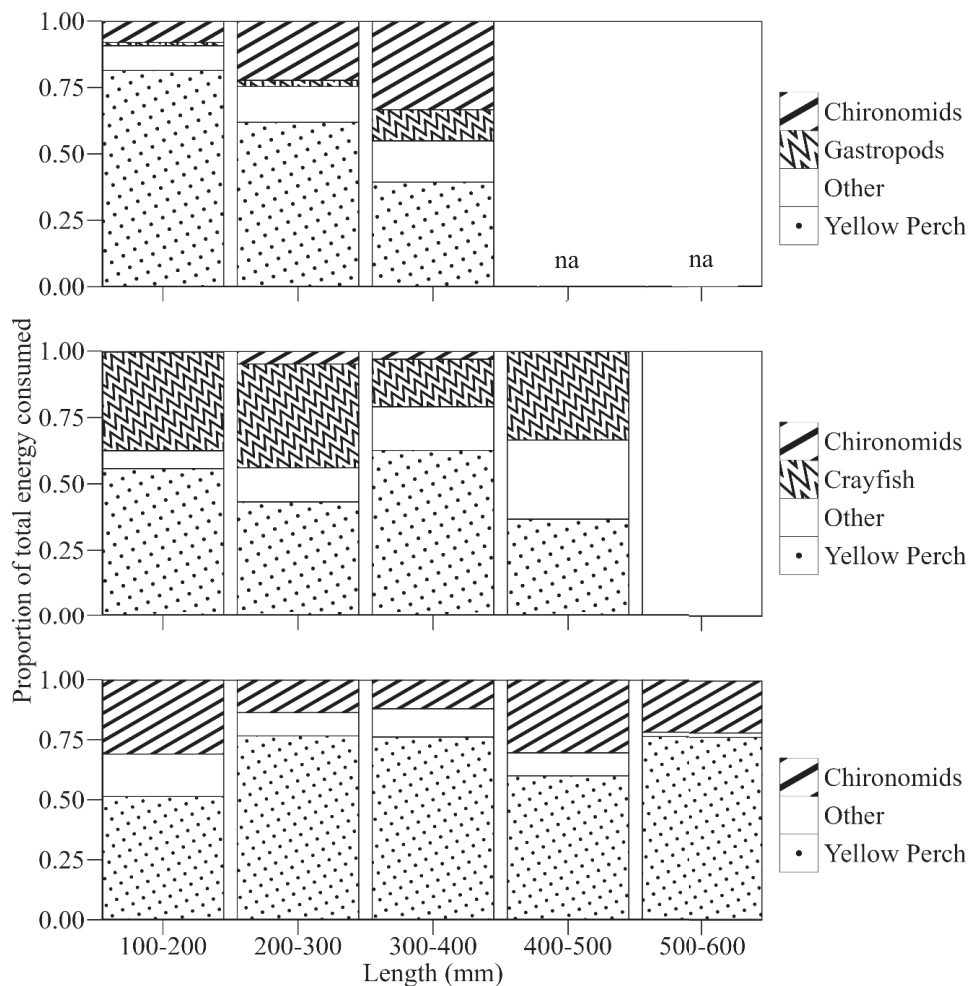 Proportion of total energy consumed
1.00
0.75
0.50
0.25
0.00
na
na
Chironomids
Gastropods
Other
Yellow Perch
1.00
0.75
0.50
0.25
0.00
Chironomids
Crayfish
Other
Yellow Perch
1.00
0.75
0.50
0.25
0.00
Chironomids
Other
Yellow Perch
100-200 200-300 300-400 400-500 500-600
Length (mm)